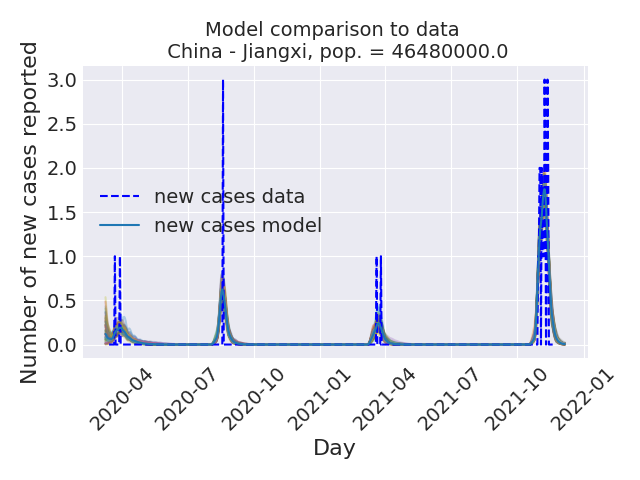 Model comparison to data
China - Jiangxi, pop. = 46480000.0
Number of new cases reported
3.0
2.5
2.0
1.5
1.0
0.5
0.0
new cases data
new cases model
2020-04
2020-07
2020-10
2021-01
2021-04
2021-07
2021-10
2022-01
Day